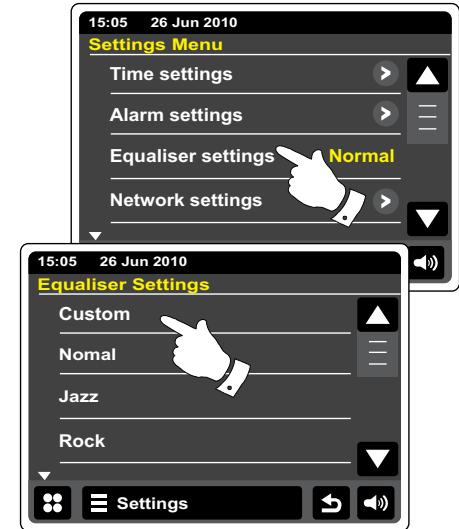 15:05 26 Jun 2010
Settings Menu
Time settings
Alarm settings
Equaliser settings Normal
Network settings
15:05 26 Jun 2010
Equaliser Settings
Custom
Nomal
Jazz
Rock
Settings